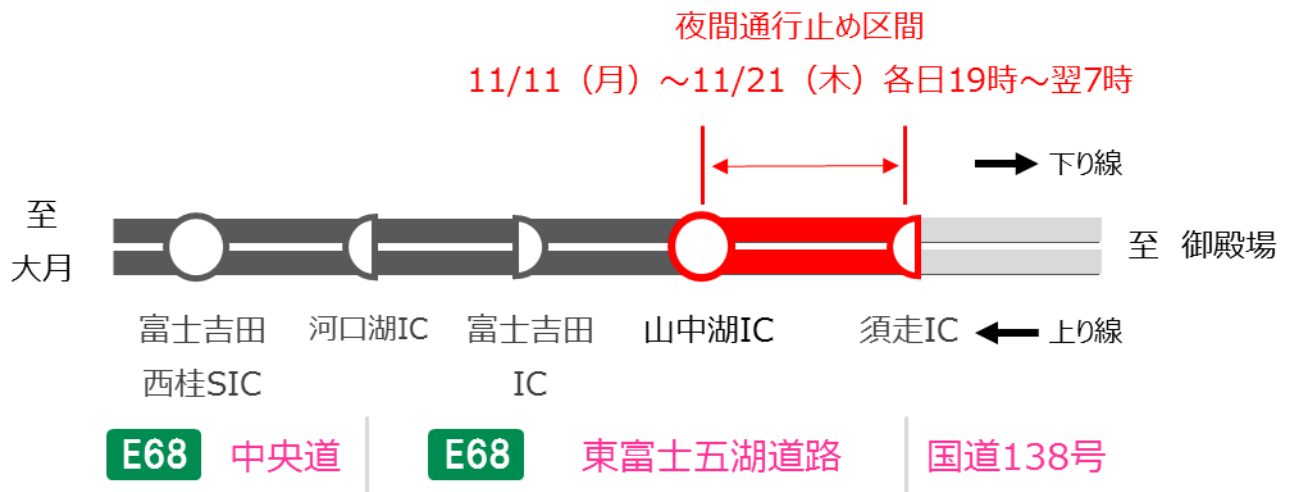 夜間通行止め区間
11/11（月）～11/21（木）各日19時～翌7時
下り線
至
大月
至 御殿場
富士吉田
西桂SIC
河口湖IC
富士吉田
IC
山中湖IC
須走IC
上り線
E68 中央道
E68 東富士五湖道路
国道138号